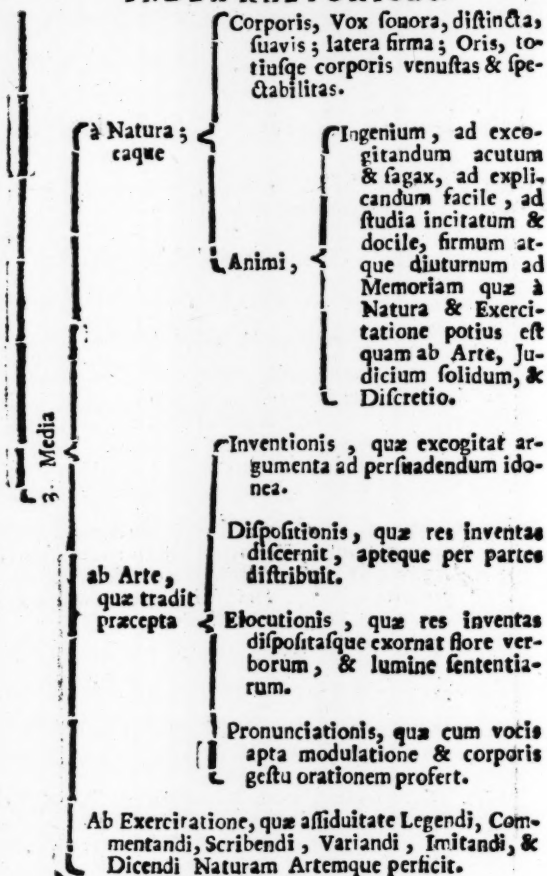 Corporis, Vox ſonora, diſtincta,
ſuavis ; latera firma ; Oris, to-
tiuſqe corporis venuſtas & ſpe-
ctabilitas.
à Natura ;
eaque
Animi ,
Ingenium , ad exco-
gitandum acutum
& ſagax, ad expli-
candum facile , ad
ſtudia incitatum &
docile, firmum at-
que diuturnum ad
Memoriam quæ à
Natura & Exerci-
tatione potius eſt
quam ab Arte, Ju-
dicium ſolidum, &
Diſcretio.
3. Media
ab Arte ,
quæ tradit
præcepta
Inventionis , quæ excogitat ar-
gumenta ad perſuadendum ido-
nea.
Diſpoſitionis, quæ res inventas
diſcernit , apteque per partes
diſtribuit.
Elocutionis , quæ res inventas
diſpoſitaſque exornat flore ver-
borum , & lumine ſententia-
rum.
Pronunciationis, quæ cum vocis
apta modulatione & corporis
geſtu orationem profert.
Ab Exercitatione, quæ aſſiduitate Legendi, Com-
mentandi, Scribendi , Variandi , Imitandi, &
Dicendi Naturam Artemque perficit.